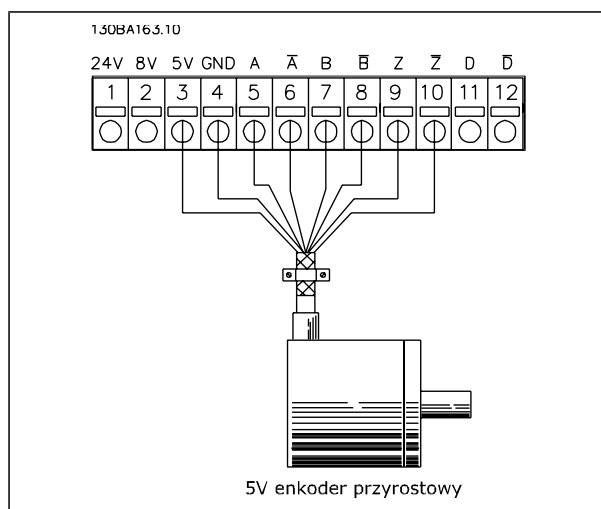 130BA163.10
24V 8V 5V GND A A̅ B B̅ Z Z̅ D D̅
1 2 3 4 5 6 7 8 9 10 11 12
5V enkoder przyrostowy